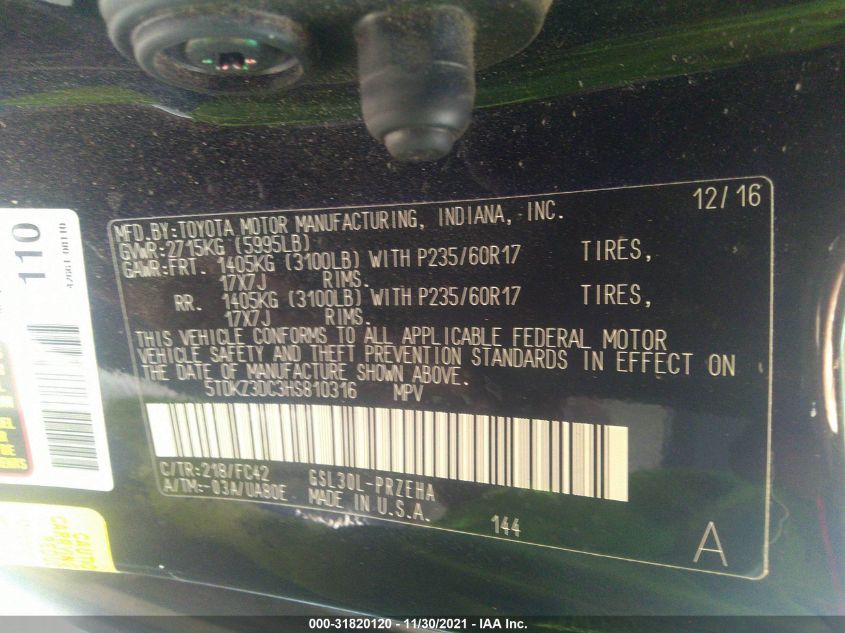 12/16
MFD.BY:TOYOTA MOTOR MANUFACTURING, INDIANA, INC.
GVWR:2715KG (5995LB)
GAWR:FRT. 1405KG (3100LB) WITH P235/60R17 TIRES,
17X7J RIMS.
RR. 1405KG (3100LB) WITH P235/60R17 TIRES,
17X7J RIMS.
THIS VEHICLE CONFORMS TO ALL APPLICABLE FEDERAL MOTOR
VEHICLE SAFETY AND THEFT PREVENTION STANDARDS IN EFFECT ON
THE DATE OF MANUFACTURE SHOWN ABOVE.
5TDKZ3DC3HS810316 MPV
C/TR:218/FC42 GSL30L-PRZEHA
A/TM:-03A/UA80E MADE IN U.S.A.
144
A
110
000-31820120 - 11/30/2021 - IAA Inc.